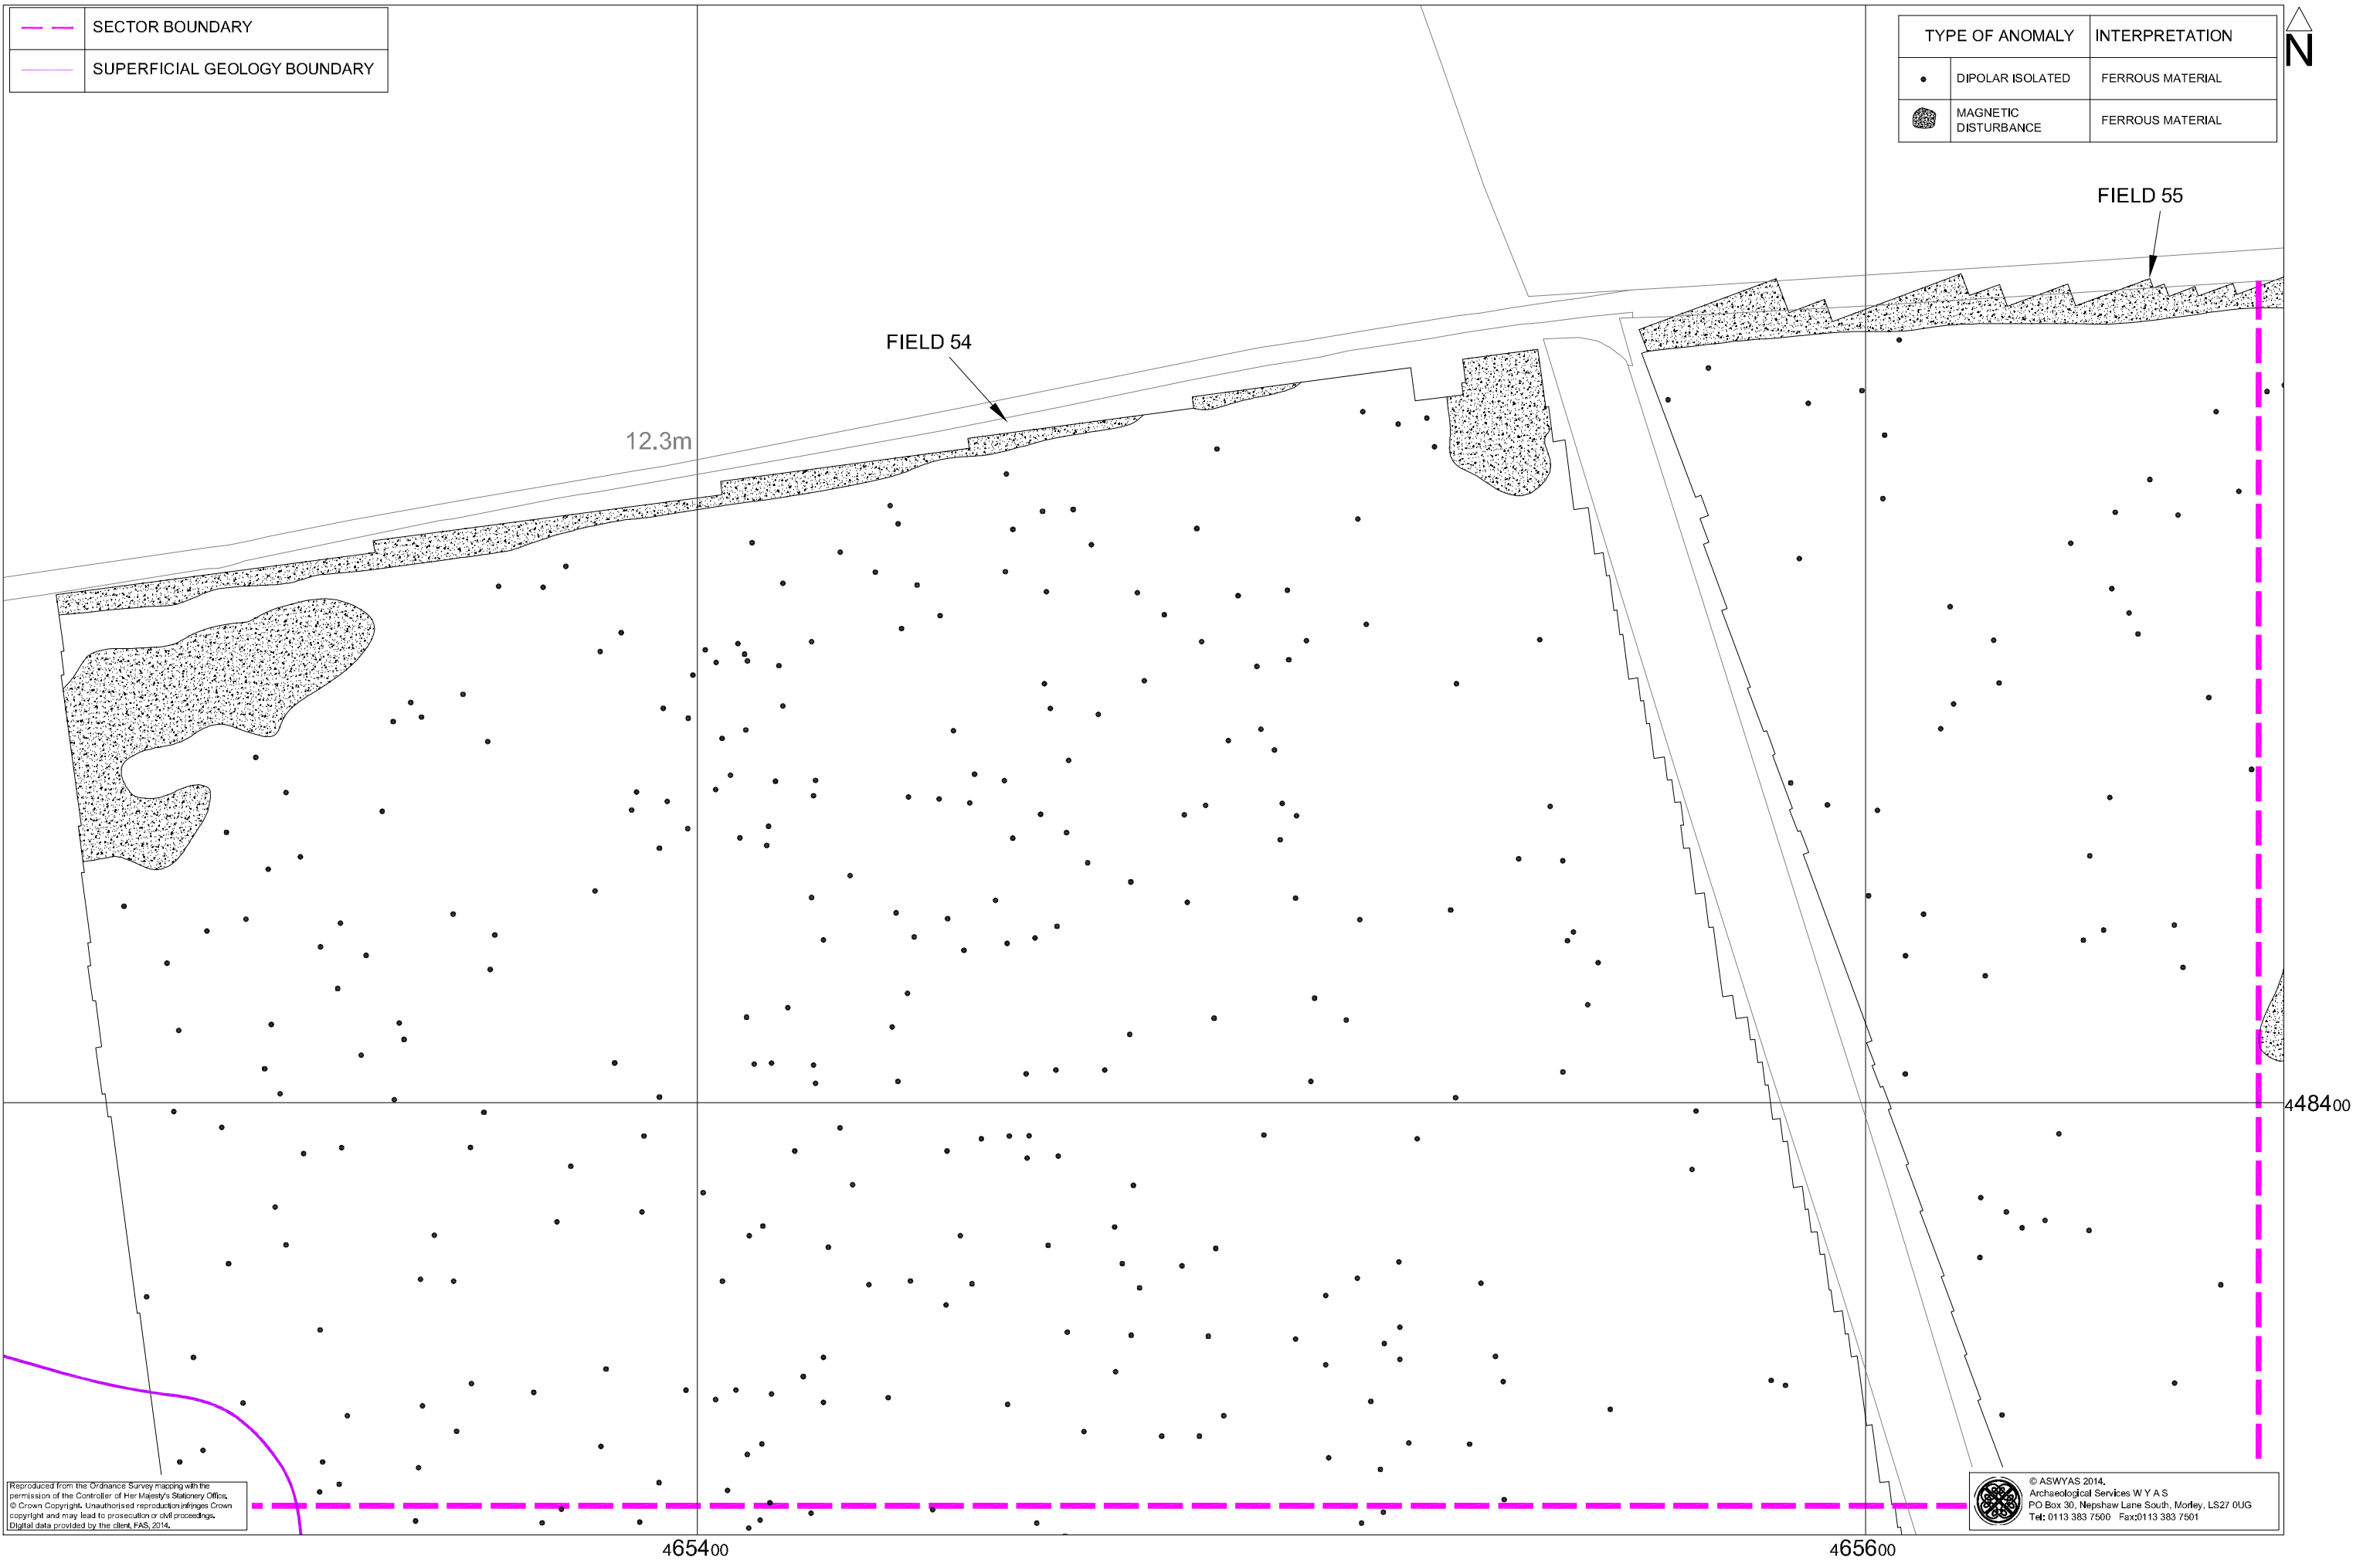 SECTOR BOUNDARY
SUPERFICIAL GEOLOGY BOUNDARY
TYPE OF ANOMALY INTERPRETATION
DIPOLAR ISOLATED FERROUS MATERIAL
MAGNETIC
DISTURBANCE
FERROUS MATERIAL
N
FIELD 55
FIELD 54
12.3m
448400
Reproduced from the Ordnance Survey mapping with the
permission of the Controller of Her Majesty's Stationery Office.
© Crown Copyright. Unauthorised reproduction infringes Crown
copyright and may lead to prosecution or civil proceedings.
Digital data provided by the client, FAS, 2014.
© ASWYAS 2014.
Archaeological Services W Y A S
PO Box 30, Nepshaw Lane South, Morley, LS27 0UG
Tel: 0113 383 7500 Fax:0113 383 7501
465400
465600